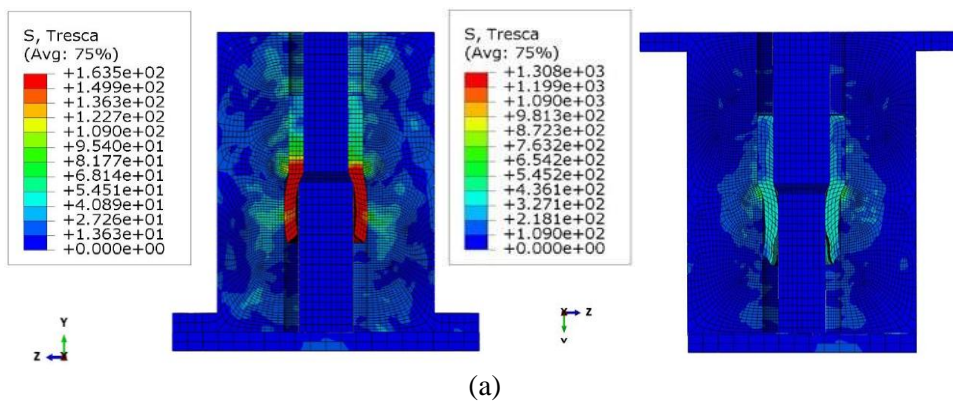 S, Tresca
(Avg: 75%)
+1.635e+02
+1.499e+02
+1.363e+02
+1.227e+02
+1.090e+02
+9.540e+01
+8.177e+01
+6.814e+01
+5.451e+01
+4.089e+01
+2.726e+01
+1.363e+01
+0.000e+00
Y
Z
X
S, Tresca
(Avg: 75%)
+1.308e+03
+1.199e+03
+1.090e+03
+9.813e+02
+8.723e+02
+7.632e+02
+6.542e+02
+5.452e+02
+4.361e+02
+3.271e+02
+2.181e+02
+1.090e+02
+0.000e+00
X
Z
Y
(a)